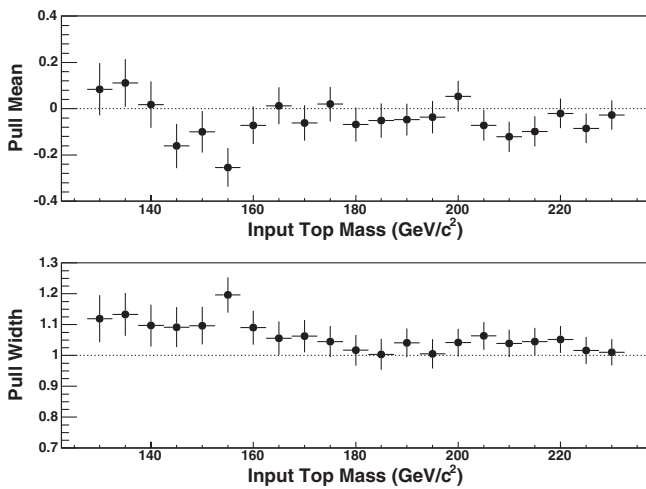 0.4
0.2
0
-0.2
-0.4
Pull Mean
140 160 180 200 220
Input Top Mass (GeV/c²)
1.3
1.2
1.1
1
0.9
0.8
0.7
Pull Width
140 160 180 200 220
Input Top Mass (GeV/c²)